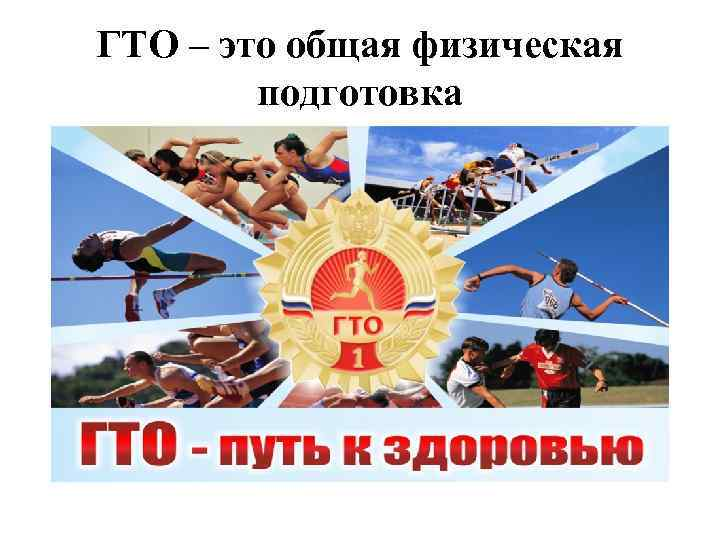 ГТО – это общая физическая
подготовка
ГТО
1
ГТО - путь к здоровью